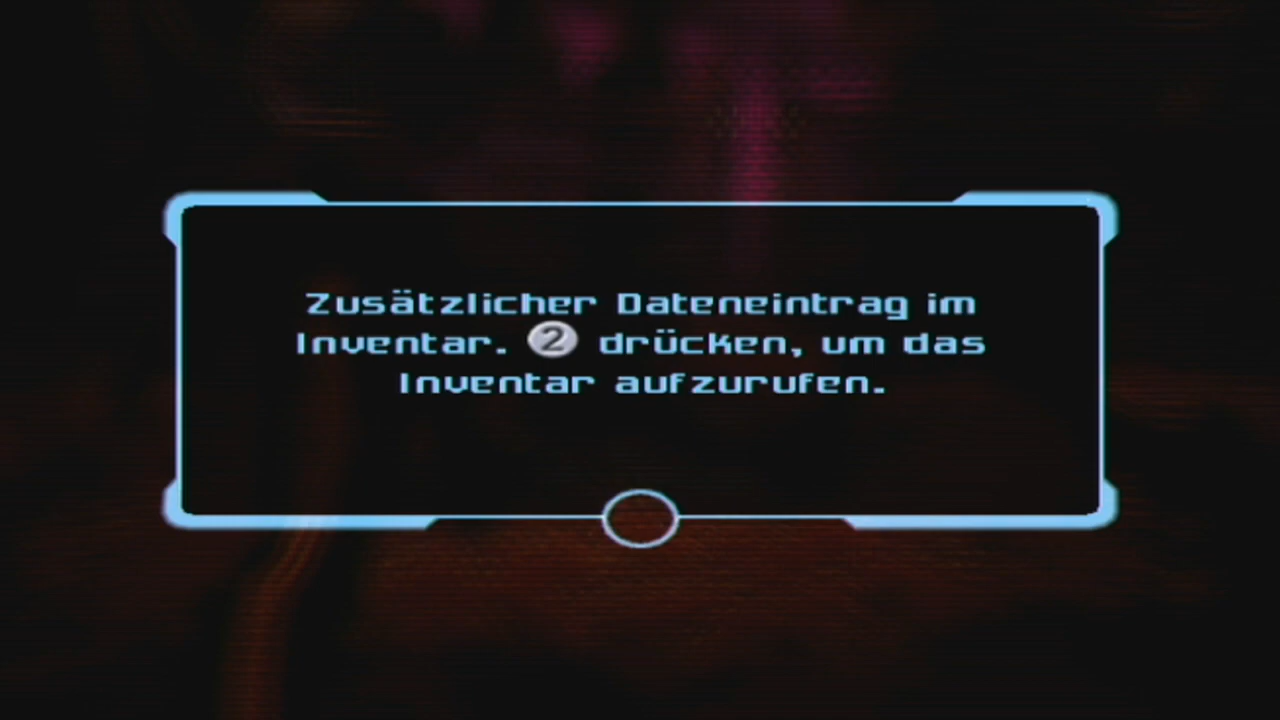 Zusätzlicher Dateneintrag im
Inventar. 2 drücken, um das
Inventar aufzurufen.